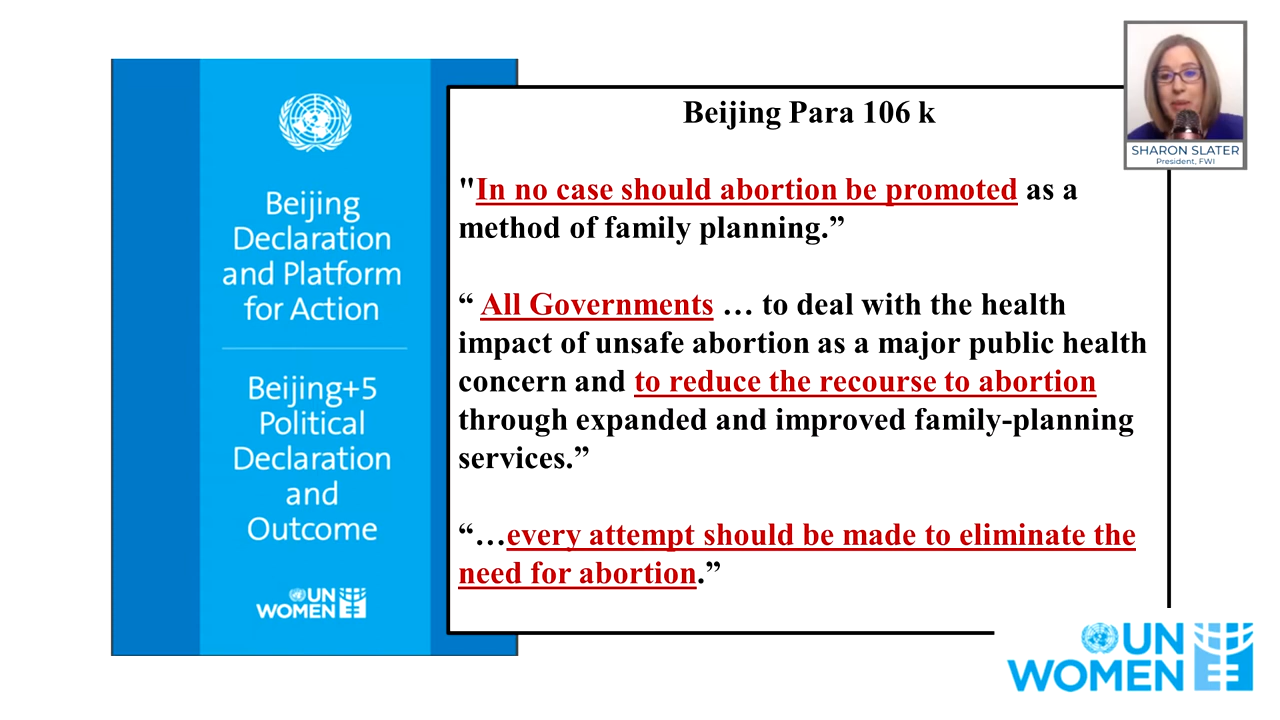 Beijing
Declaration
and Platform
for Action
Beijing+5
Political
Declaration
and
Outcome
UN
WOMEN
Beijing Para 106 k
"In no case should abortion be promoted as a
method of family planning.”
“ All Governments … to deal with the health
impact of unsafe abortion as a major public health
concern and to reduce the recourse to abortion
through expanded and improved family-planning
services.”
“…every attempt should be made to eliminate the
need for abortion.”
SHARON SLATER
President, FWI
UN
WOMEN